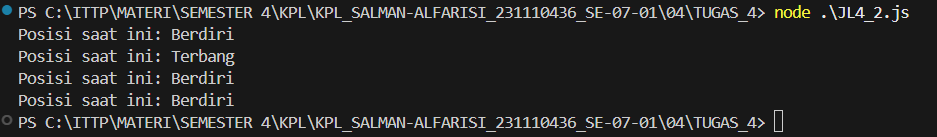 PS C:\ITTP\MATERI\SEMESTER 4\KPL\KPL_SALMAN-ALFARISI_231110436_SE-07-01\04\TUGAS_4> node .\JL4_2.js
Posisi saat ini: Berdiri
Posisi saat ini: Terbang
Posisi saat ini: Berdiri
Posisi saat ini: Berdiri
PS C:\ITTP\MATERI\SEMESTER 4\KPL\KPL_SALMAN-ALFARISI_231110436_SE-07-01\04\TUGAS_4>